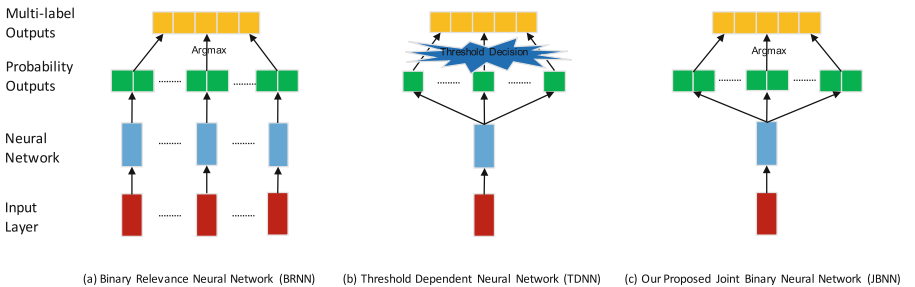 Multi-label
Outputs
Argmax
Threshold Decision
Argmax
Probability
Outputs
Neural
Network
Input
Layer
(a) Binary Relevance Neural Network (BRNN)
(b) Threshold Dependent Neural Network (TDNN)
(c) Our Proposed Joint Binary Neural Network (JBNN)